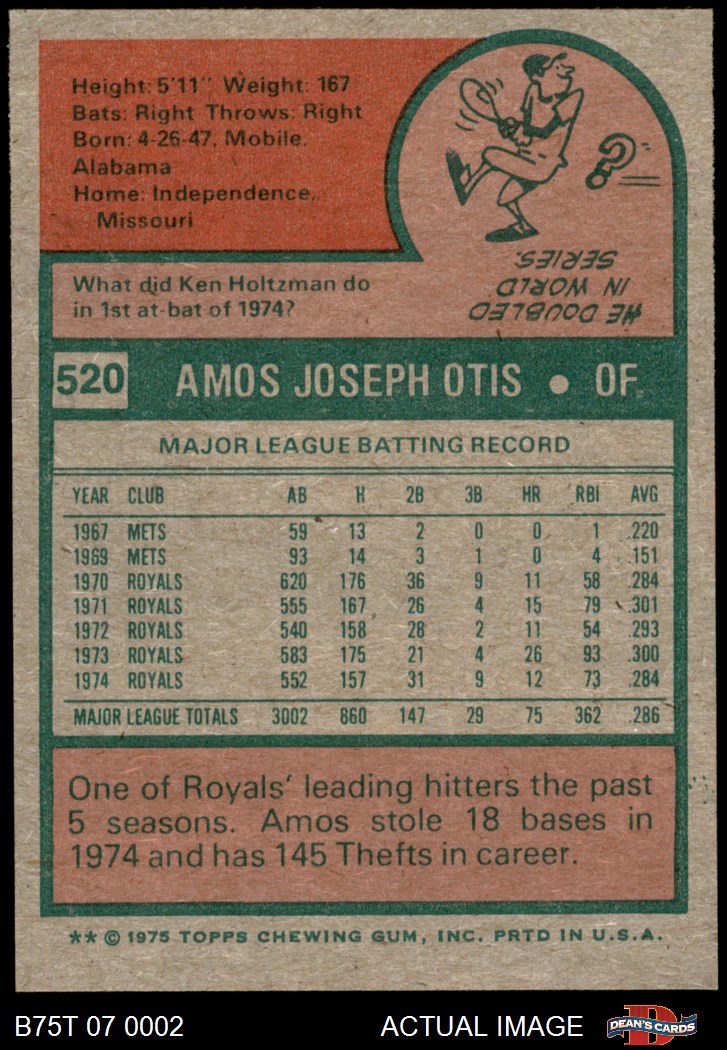 Height: 5'11" Weight: 167
Bats: Right Throws: Right
Born: 4-26-47, Mobile,
Alabama
Home: Independence,
Missouri
What did Ken Holtzman do
in 1st at-bat of 1974?
?
HE DOUBLED
IN WORLD
SERIES.
520 AMOS JOSEPH OTIS • OF
MAJOR LEAGUE BATTING RECORD
YEAR CLUB AB H 2B 3B HR RBI AVG
1967 METS 59 13 2 0 0 1 .220
1969 METS 93 14 3 1 0 4 .151
1970 ROYALS 620 176 36 9 11 58 .284
1971 ROYALS 555 167 26 4 15 79 .301
1972 ROYALS 540 158 28 2 11 54 .293
1973 ROYALS 583 175 21 4 26 93 .300
1974 ROYALS 552 157 31 9 12 73 .284
MAJOR LEAGUE TOTALS 3002 860 147 29 75 362 .286
One of Royals' leading hitters the past
5 seasons. Amos stole 18 bases in
1974 and has 145 Thefts in career.
** © 1975 TOPPS CHEWING GUM, INC. PRTD IN U.S.A.
B75T 07 0002 ACTUAL IMAGE D DEAN'S CARDS